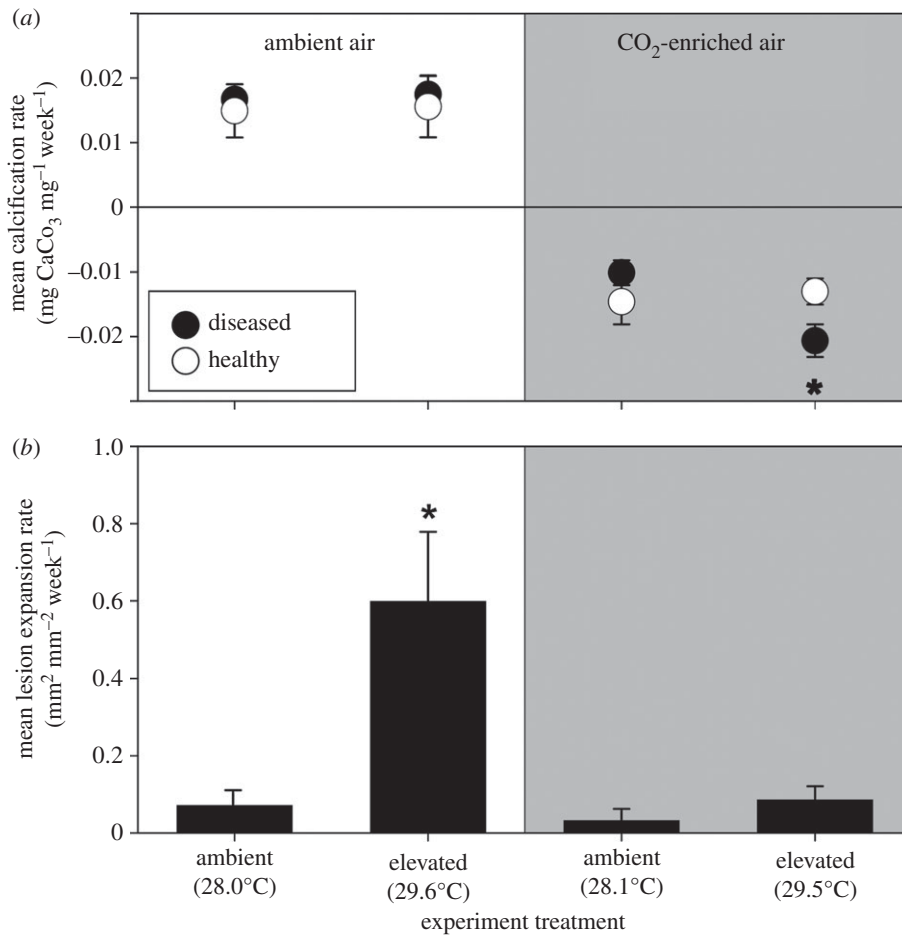 (a)
ambient air
CO₂-enriched air
mean calcification rate
(mg CaCo₃ mg⁻¹ week⁻¹)
0.02
0.01
0
−0.01
−0.02
diseased
healthy
*
(b)
mean lesion expansion rate
(mm² mm⁻² week⁻¹)
1.0
0.8
0.6
0.4
0.2
0
*
ambient
(28.0°C)
elevated
(29.6°C)
ambient
(28.1°C)
elevated
(29.5°C)
experiment treatment